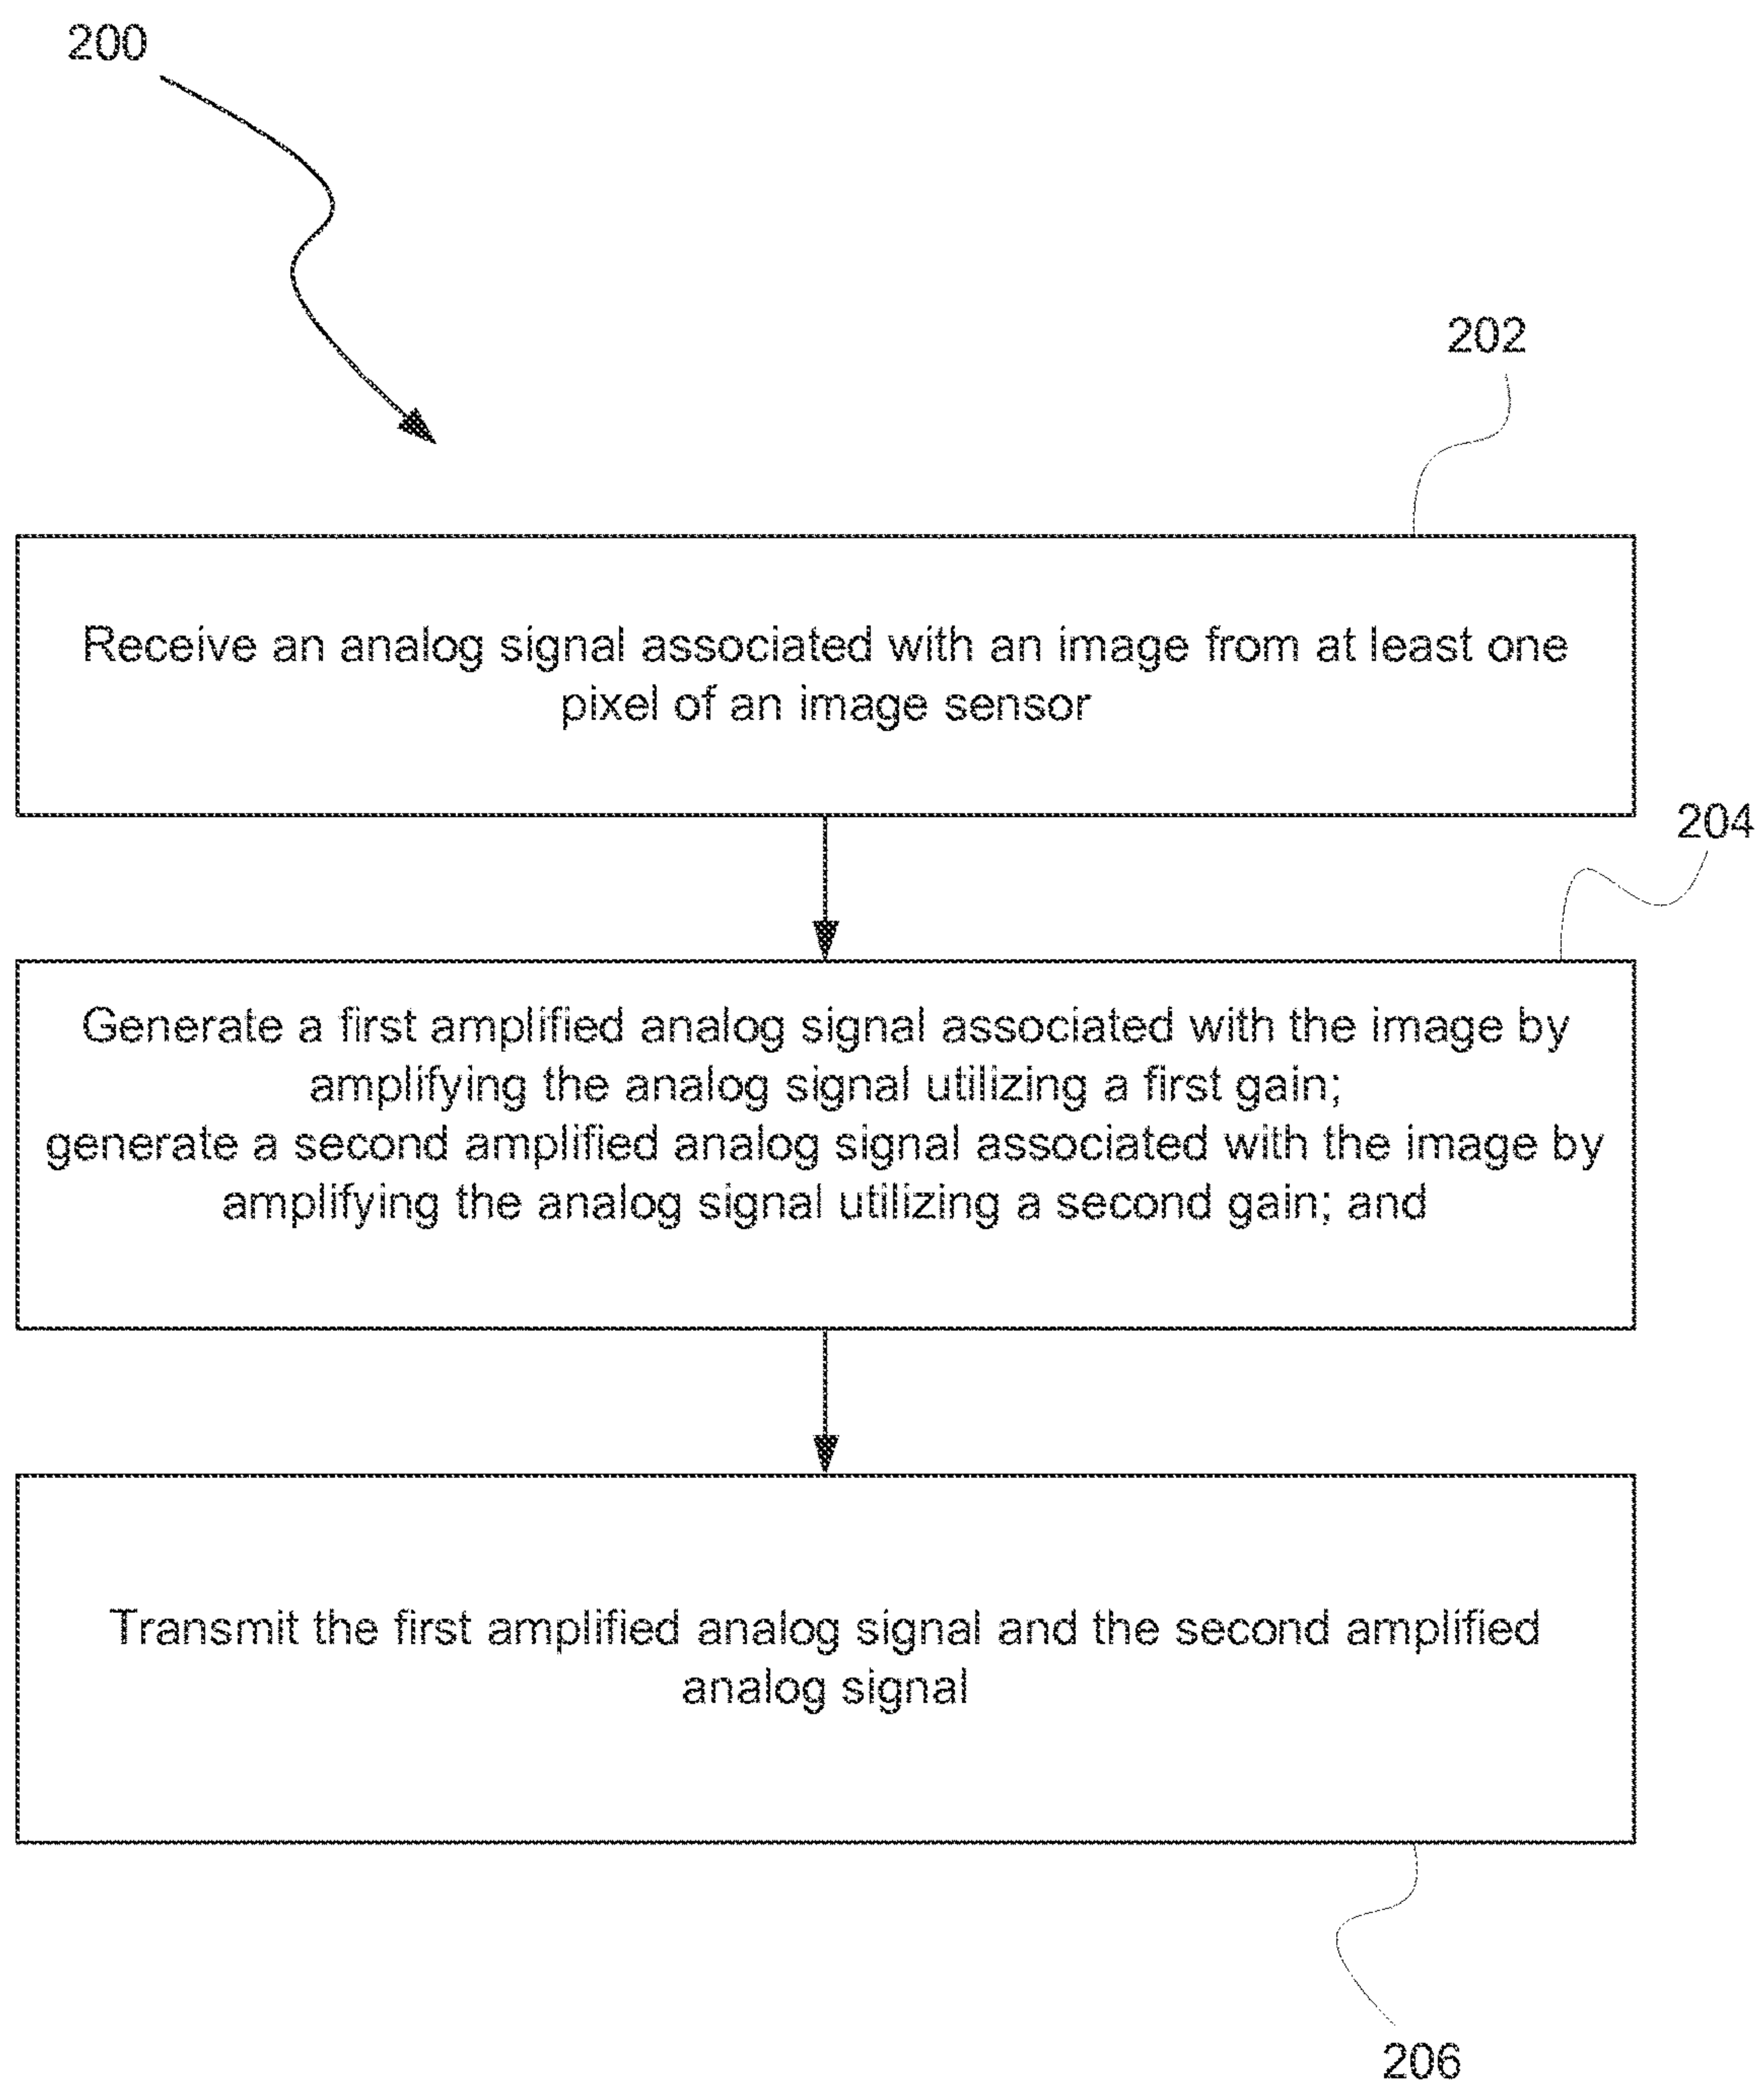 200
202
Receive an analog signal associated with an image from at least one
pixel of an image sensor
204
Generate a first amplified analog signal associated with the image by
amplifying the analog signal utilizing a first gain;
generate a second amplified analog signal associated with the image by
amplifying the analog signal utilizing a second gain; and
Transmit the first amplified analog signal and the second amplified
analog signal
206